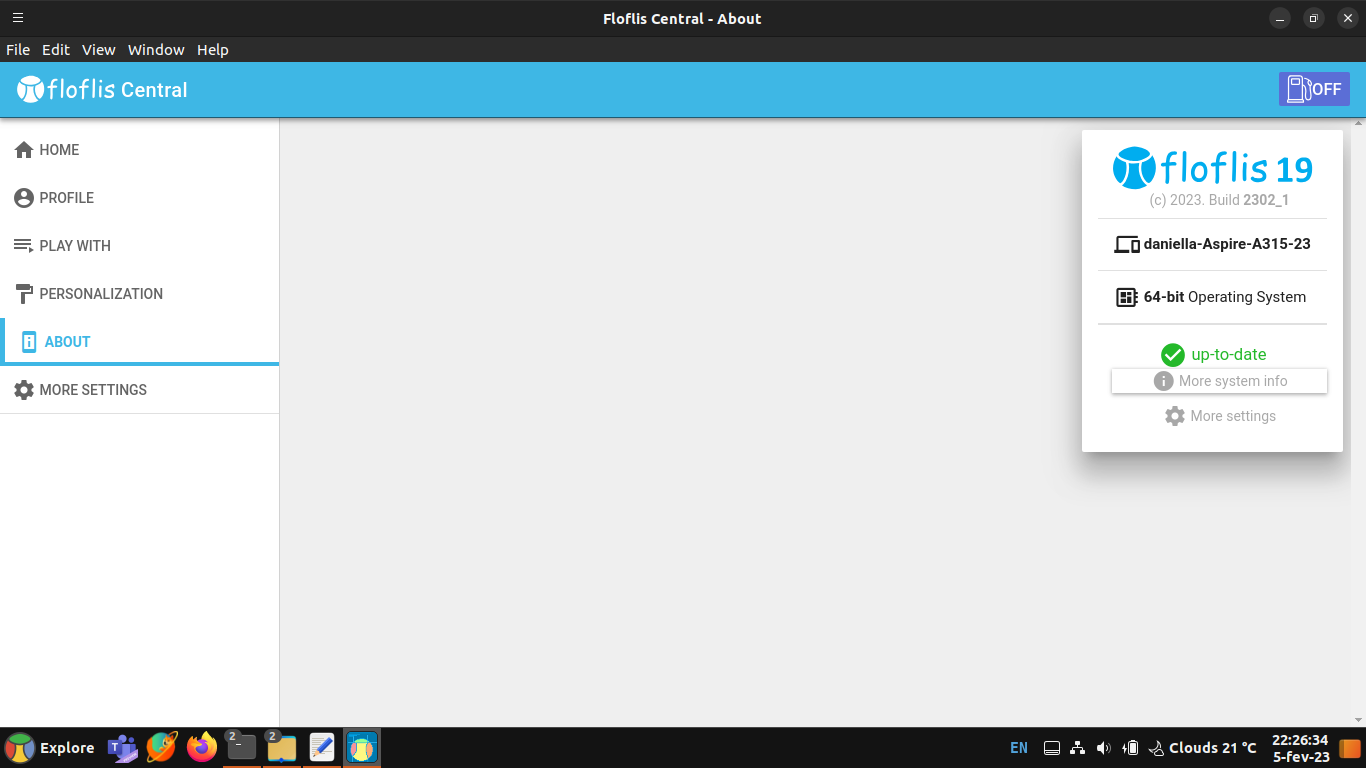 Floflis Central - About
File Edit View Window Help
floflis Central
OFF
HOME
PROFILE
PLAY WITH
PERSONALIZATION
ABOUT
MORE SETTINGS
floflis 19
(c) 2023. Build 2302_1
daniella-Aspire-A315-23
64-bit Operating System
up-to-date
More system info
More settings
Explore
2
2
EN
Clouds 21 °C
22:26:34
5-fev-23